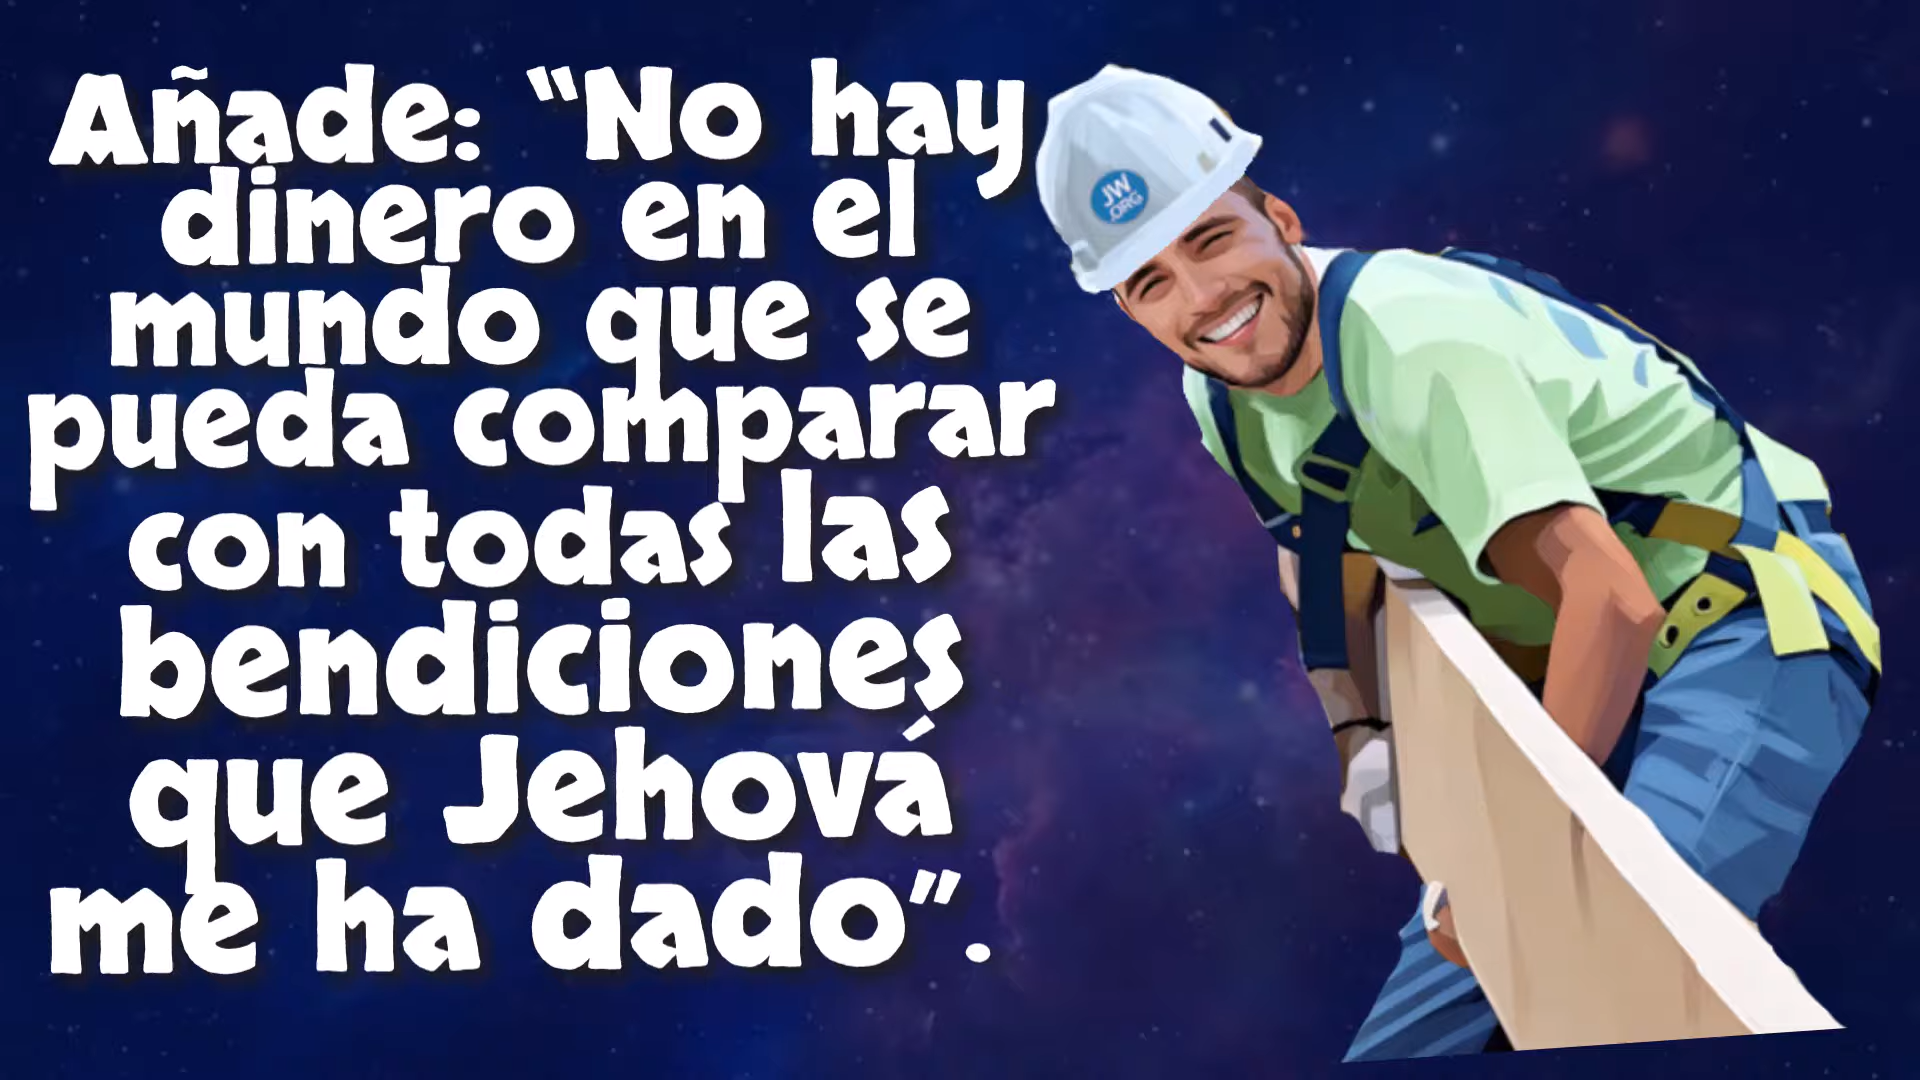 Añade: "No hay
dinero en el
mundo que se
pueda comparar
con todas las
bendiciones
que Jehová
me ha dado".
JW
.ORG